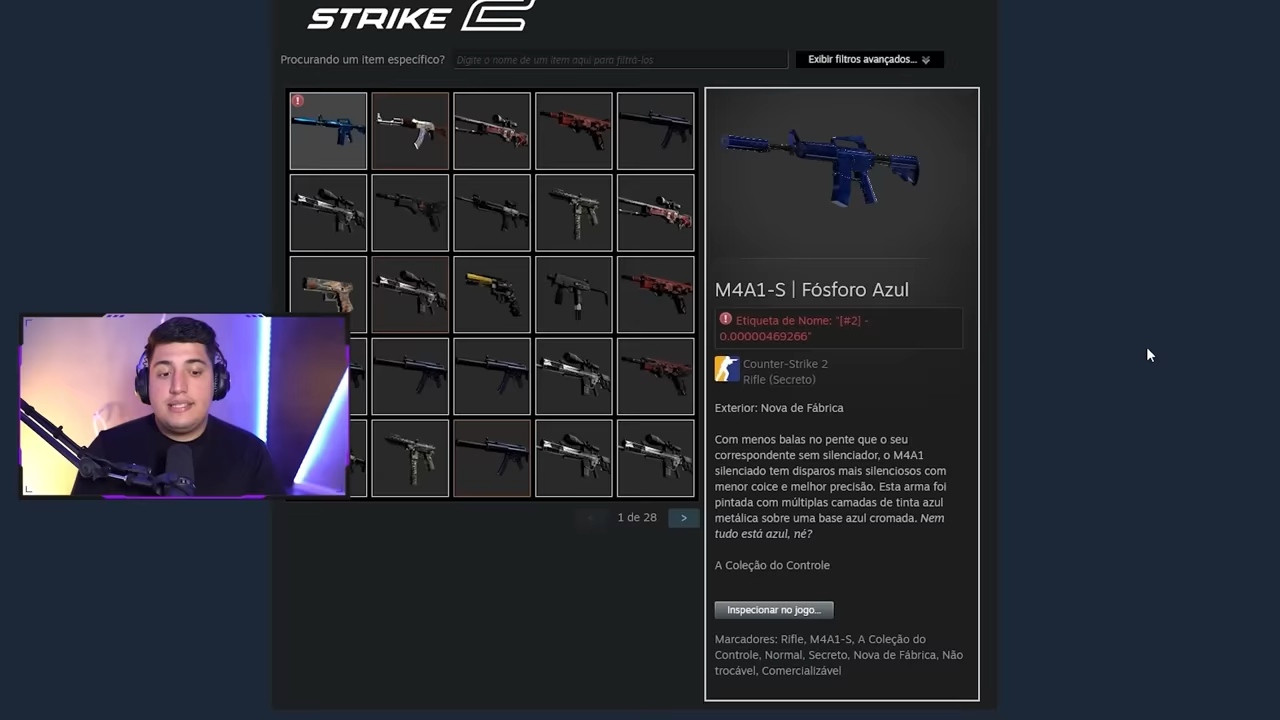 STRIKE 2
Procurando um item específico?
Digite o nome de um item aqui para filtrá-los
Exibir filtros avançados...
M4A1-S | Fósforo Azul
Etiqueta de Nome: "[#2] -
0.00000469266"
Counter-Strike 2
Rifle (Secreto)
Exterior: Nova de Fábrica
Com menos balas no pente que o seu
correspondente sem silenciador, o M4A1
silenciado tem disparos mais silenciosos com
menor coice e melhor precisão. Esta arma foi
pintada com múltiplas camadas de tinta azul
metálica sobre uma base azul cromada. Nem
tudo está azul, né?
A Coleção do Controle
1 de 28
>
Inspecionar no jogo...
Marcadores: Rifle, M4A1-S, A Coleção do
Controle, Normal, Secreto, Nova de Fábrica, Não
trocável, Comercializável